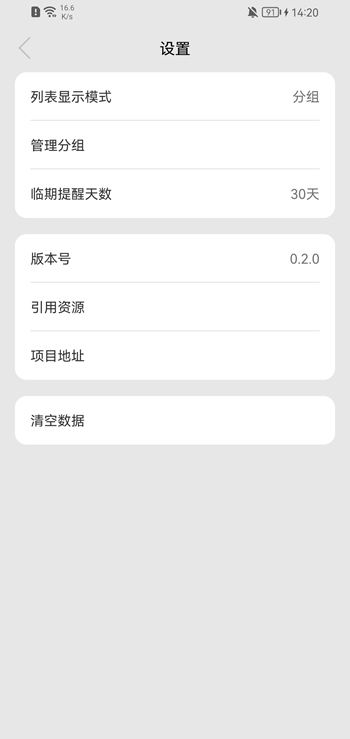 16.6
K/s
91
14:20
设置
列表显示模式 分组
管理分组
临期提醒天数 30天
版本号 0.2.0
引用资源
项目地址
清空数据